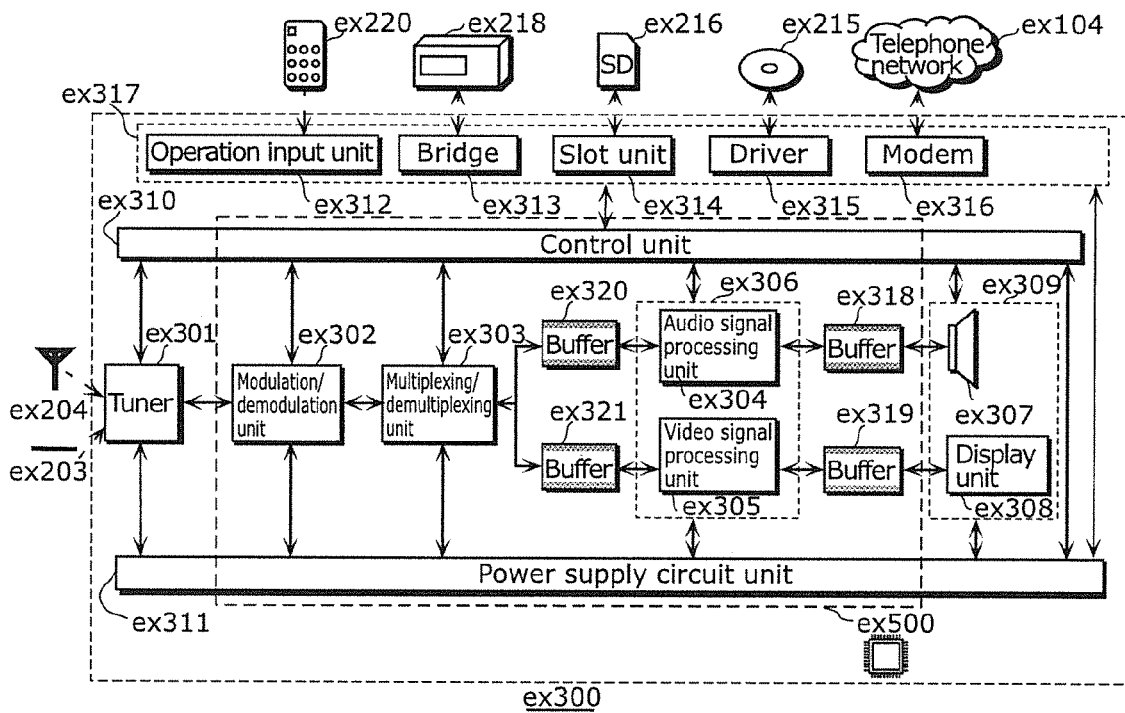 ex220
ex218
ex216
ex215
ex104
SD
Telephone
network
ex317
Operation input unit
Bridge
Slot unit
Driver
Modem
ex310
ex312
ex313
ex314
ex315
ex316
Control unit
ex301
ex302
ex303
ex320
ex306
ex318
ex309
Tuner
Modulation/
demodulation
unit
Multiplexing/
demultiplexing
unit
Buffer
Audio signal
processing
unit
ex304
Buffer
ex307
ex204
ex203
ex321
Buffer
Video signal
processing
unit
ex305
ex319
Buffer
Display
unit
ex308
Power supply circuit unit
ex311
ex500
ex300